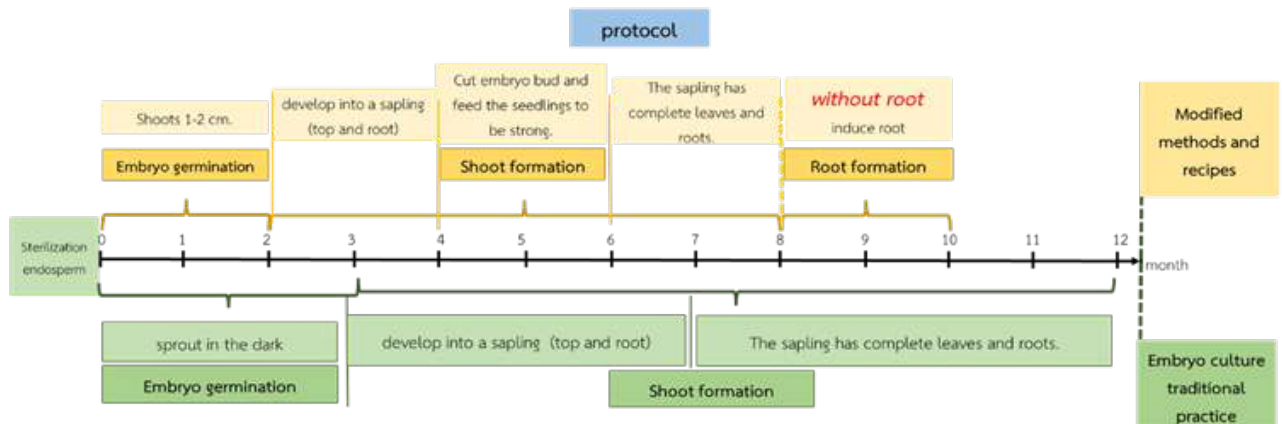 protocol
Shoots 1-2 cm.
develop into a sapling
(top and root)
Cut embryo bud and
feed the seedlings to
be strong.
The sapling has
complete leaves and
roots.
without root
induce root
Modified
methods and
recipes
Embryo germination
Shoot formation
Root formation
Sterilization
endosperm
0 1 2 3 4 5 6 7 8 9 10 11 12
month
sprout in the dark
develop into a sapling (top and root)
The sapling has complete leaves and roots.
Embryo germination
Shoot formation
Embryo culture
traditional
practice